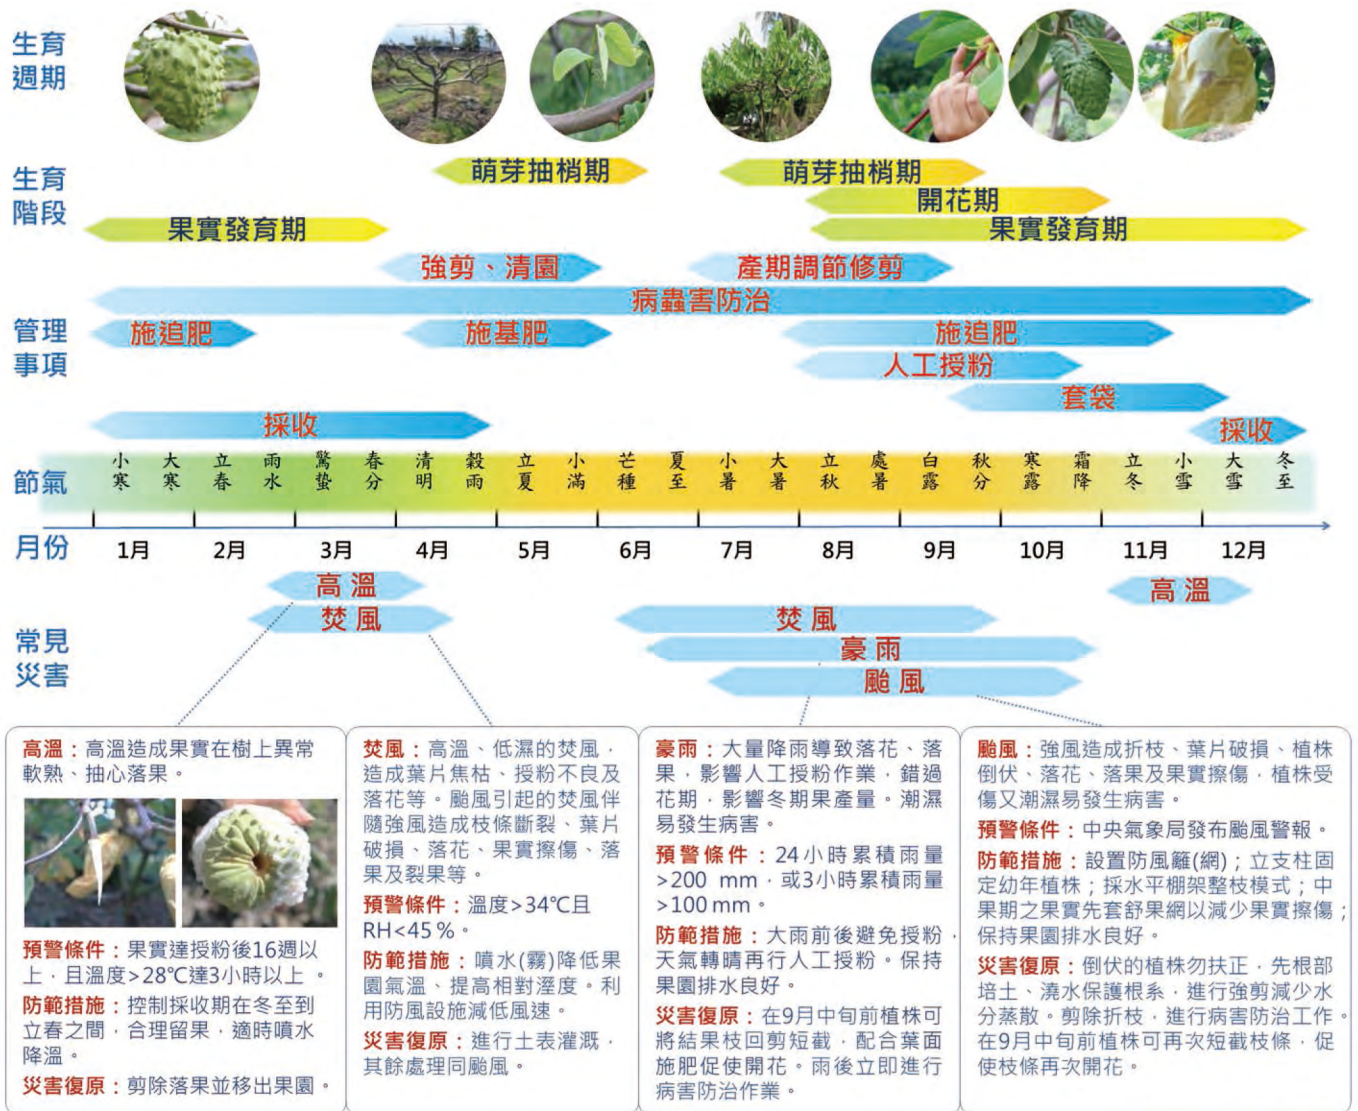 生育
週期
生育
階段
萌芽抽梢期
萌芽抽梢期
開花期
果實發育期
果實發育期
管理
事項
強剪、清園
產期調節修剪
病蟲害防治
施追肥
施基肥
施追肥
人工授粉
套袋
採收
採收
節氣
小寒
大寒
立春
雨水
驚蟄
春分
清明
穀雨
立夏
小滿
芒種
夏至
小暑
大暑
立秋
處暑
白露
秋分
寒露
霜降
立冬
小雪
大雪
冬至
月份
1月
2月
3月
4月
5月
6月
7月
8月
9月
10月
11月
12月
常見
災害
高溫
高溫
焚風
焚風
豪雨
颱風
高溫：高溫造成果實在樹上異常
軟熟、抽心落果。
預警條件：果實達授粉後16週以
上，且溫度>28℃達3小時以上。
防範措施：控制採收期在冬至到
立春之間，合理留果，適時噴水
降溫。
災害復原：剪除落果並移出果園。
焚風：高溫、低濕的焚風，
造成葉片焦枯、授粉不良及
落花等。颱風引起的焚風伴
隨強風造成枝條斷裂、葉片
破損、落花、果實擦傷、落
果及裂果等。
預警條件：溫度>34℃且
RH<45%。
防範措施：噴水(霧)降低果
園氣溫、提高相對溼度。利
用防風設施減低風速。
災害復原：進行土表灌溉，
其餘處理同颱風。
豪雨：大量降雨導致落花、落
果，影響人工授粉作業，錯過
花期，影響冬期果產量。潮濕
易發生病害。
預警條件：24小時累積雨量
>200 mm，或3小時累積雨量
>100 mm。
防範措施：大雨前後避免授粉，
天氣轉晴再行人工授粉。保持
果園排水良好。
災害復原：在9月中旬前植株可
將結果枝回剪短截，配合葉面
施肥促使開花。雨後立即進行
病害防治作業。
颱風：強風造成折枝、葉片破損、植株
倒伏、落花、落果及果實擦傷，植株受
傷又潮濕易發生病害。
預警條件：中央氣象局發布颱風警報。
防範措施：設置防風籬(網)；立支柱固
定幼年植株；採水平棚架整枝模式；中
果期之果實先套舒果網以減少果實擦傷；
保持果園排水良好。
災害復原：倒伏的植株勿扶正，先根部
培土、澆水保護根系，進行強剪減少水
分蒸散。剪除折枝，進行病害防治工作。
在9月中旬前植株可再次短截枝條，促
使枝條再次開花。